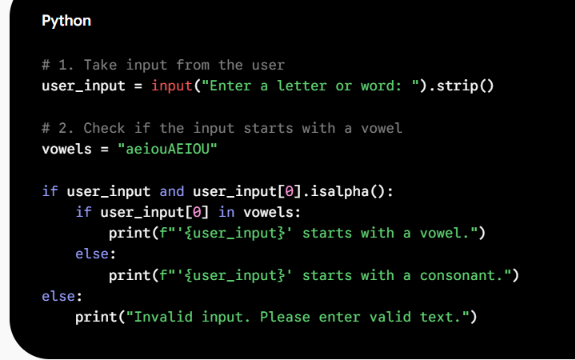 Python
# 1. Take input from the user
user_input = input("Enter a letter or word: ").strip()
# 2. Check if the input starts with a vowel
vowels = "aeiouAEIOU"
if user_input and user_input[0].isalpha():
    if user_input[0] in vowels:
        print(f"'{user_input}' starts with a vowel.")
    else:
        print(f"'{user_input}' starts with a consonant.")
else:
    print("Invalid input. Please enter valid text.")